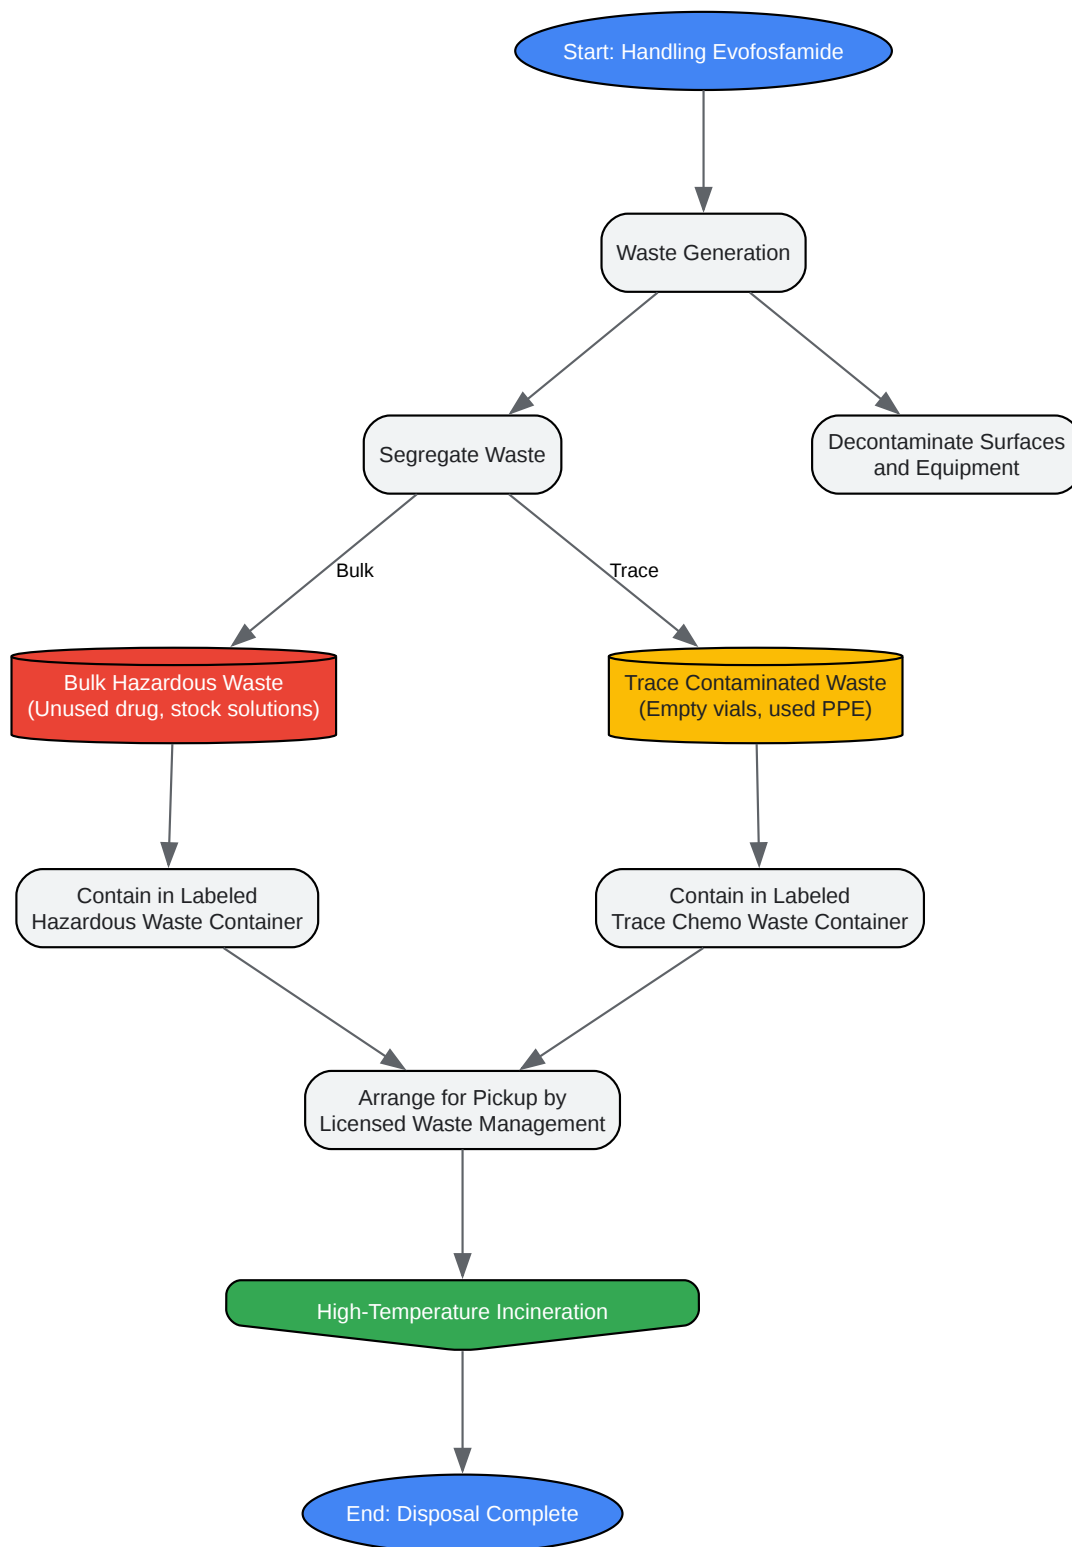 Start: Handling Evofosfamide
Waste Generation
Segregate Waste
Decontaminate Surfaces
and Equipment
Bulk
Trace
Bulk Hazardous Waste
(Unused drug, stock solutions)
Trace Contaminated Waste
(Empty vials, used PPE)
Contain in Labeled
Hazardous Waste Container
Contain in Labeled
Trace Chemo Waste Container
Arrange for Pickup by
Licensed Waste Management
High-Temperature Incineration
End: Disposal Complete